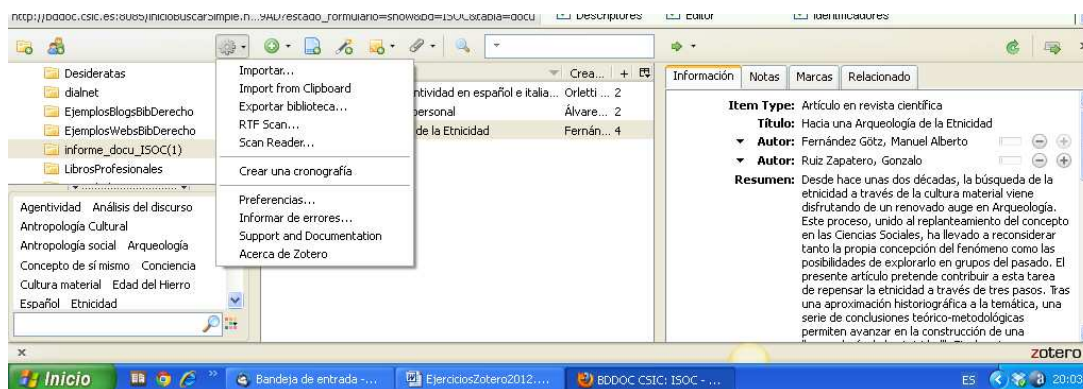 http://bddoc.csic.es:8085/inicioBuscarSimple.h...9AD?estado_formulario=show&bd=ISOC&tabla=docu
Descriptores
Editor
Identificadores
Desideratas
dialnet
EjemplosBlogsBibDerecho
EjemplosWebsBibDerecho
informe_docu_ISOC(1)
LibrosProfesionales
Agentividad Análisis del discurso
Antropología Cultural
Antropología social Arqueología
Concepto de sí mismo Conciencia
Cultura material Edad del Hierro
Español Etnicidad
Importar...
Import from Clipboard
Exportar biblioteca...
RTF Scan...
Scan Reader...
Crear una cronografía
Preferencias...
Informar de errores...
Support and Documentation
Acerca de Zotero
Crea... +
ntividad en español e italia... Orletti ... 2
personal Álvare... 2
de la Etnicidad Fernán... 4
Información Notas Marcas Relacionado
Item Type: Artículo en revista científica
Título: Hacia una Arqueología de la Etnicidad
Autor: Fernández Götz, Manuel Alberto
Autor: Ruiz Zapatero, Gonzalo
Resumen: Desde hace unas dos décadas, la búsqueda de la
etnicidad a través de la cultura material viene
disfrutando de un renovado auge en Arqueología.
Este proceso, unido al replanteamiento del concepto
en las Ciencias Sociales, ha llevado a reconsiderar
tanto la propia concepción del fenómeno como las
posibilidades de explorarlo en grupos del pasado. El
presente artículo pretende contribuir a esta tarea
de repensar la etnicidad a través de tres pasos. Tras
una aproximación historiográfica a la temática, una
serie de conclusiones teórico-metodológicas
permiten avanzar en la construcción de una
zotero
Inicio
Bandeja de entrada -...
EjerciciosZotero2012....
BDDOC CSIC: ISOC - ...
ES
20:03